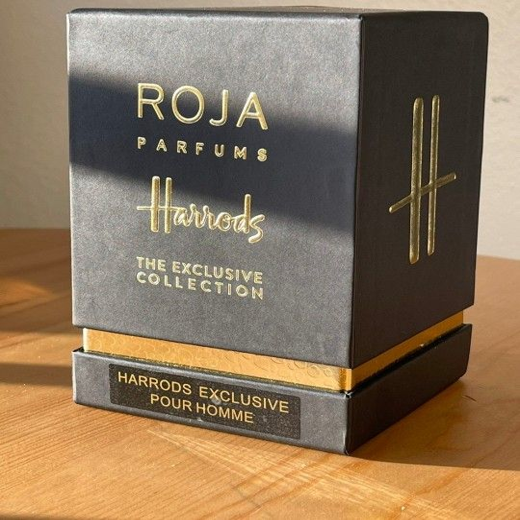 ROJA
PARFUMS
Harrods
THE EXCLUSIVE
COLLECTION
HARRODS EXCLUSIVE
POUR HOMME
H